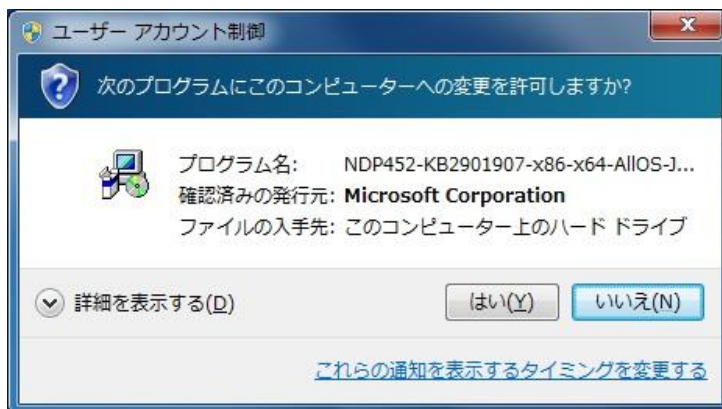 ユーザー アカウント制御
次のプログラムにこのコンピューターへの変更を許可しますか?
プログラム名: NDP452-KB2901907-x86-x64-AllOS-J...
確認済みの発行元: Microsoft Corporation
ファイルの入手先: このコンピューター上のハード ドライブ
詳細を表示する(D)
はい(Y)
いいえ(N)
これらの通知を表示するタイミングを変更する